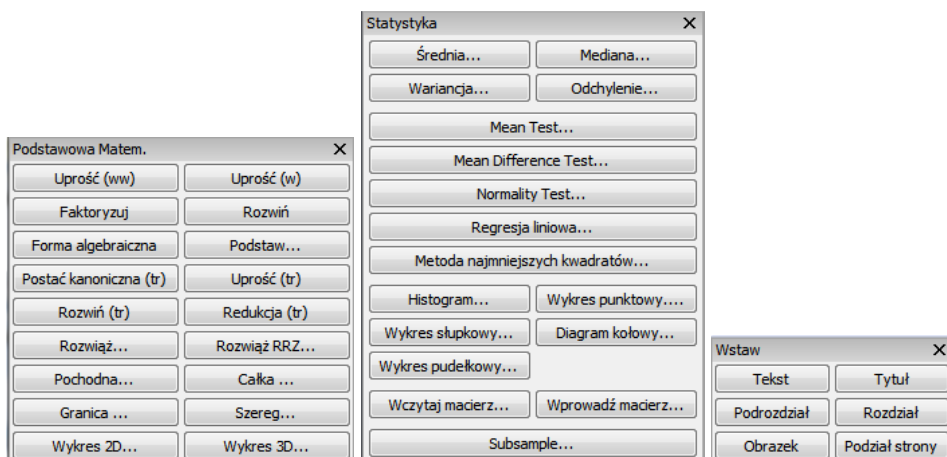 Podstawowa Matem.
Uprość (ww) Uprość (w)
Faktoryzuj Rozwiń
Forma algebraiczna Podstaw...
Postać kanoniczna (tr) Uprość (tr)
Rozwiń (tr) Redukcja (tr)
Rozwiąż... Rozwiąż RRZ...
Pochodna... Całka ...
Granica ... Szereg...
Wykres 2D... Wykres 3D...
Statystyka
Średnia... Mediana...
Wariancja... Odchylenie...
Mean Test...
Mean Difference Test...
Normality Test...
Regresja liniowa...
Metoda najmniejszych kwadratów...
Histogram... Wykres punktowy....
Wykres słupkowy... Diagram kołowy...
Wykres pudełkowy...
Wczytaj macierz... Wprowadź macierz...
Subsample...
Wstaw
Tekst Tytuł
Podrozdział Rozdział
Obrazek Podział strony